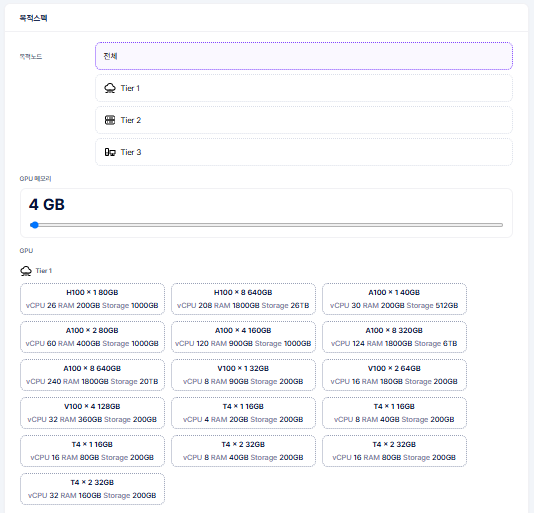 목적스펙
목적노드
전체
Tier 1
Tier 2
Tier 3
GPU 메모리
4 GB
GPU
Tier 1
H100 × 1 80GB
vCPU 26 RAM 200GB Storage 1000GB
H100 × 8 640GB
vCPU 208 RAM 1800GB Storage 26TB
A100 × 1 40GB
vCPU 30 RAM 200GB Storage 512GB
A100 × 2 80GB
vCPU 60 RAM 400GB Storage 1000GB
A100 × 4 160GB
vCPU 120 RAM 900GB Storage 1000GB
A100 × 8 320GB
vCPU 124 RAM 1800GB Storage 6TB
A100 × 8 640GB
vCPU 240 RAM 1800GB Storage 20TB
V100 × 1 32GB
vCPU 8 RAM 90GB Storage 200GB
V100 × 2 64GB
vCPU 16 RAM 180GB Storage 200GB
V100 × 4 128GB
vCPU 32 RAM 360GB Storage 200GB
T4 × 1 16GB
vCPU 4 RAM 20GB Storage 200GB
T4 × 1 16GB
vCPU 8 RAM 40GB Storage 200GB
T4 × 1 16GB
vCPU 16 RAM 80GB Storage 200GB
T4 × 2 32GB
vCPU 8 RAM 40GB Storage 200GB
T4 × 2 32GB
vCPU 16 RAM 80GB Storage 200GB
T4 × 2 32GB
vCPU 32 RAM 160GB Storage 200GB